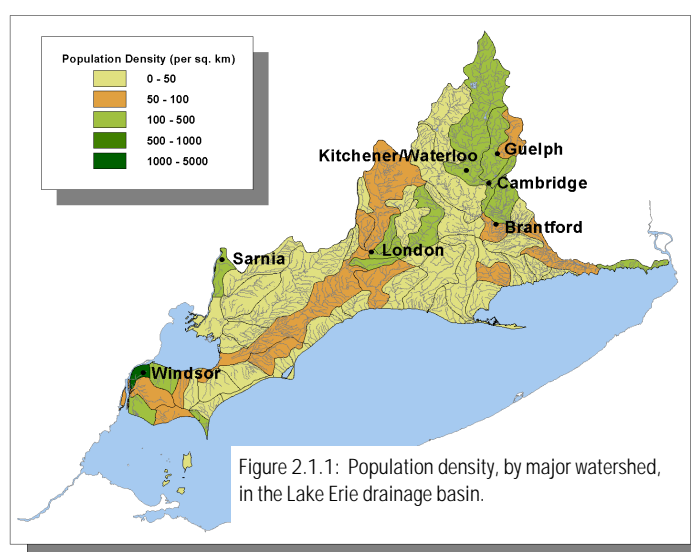 Population Density (per sq. km)
0 - 50
50 - 100
100 - 500
500 - 1000
1000 - 5000
Kitchener/Waterloo
Guelph
Cambridge
Brantford
London
Sarnia
Windsor
Figure 2.1.1: Population density, by major watershed,
in the Lake Erie drainage basin.